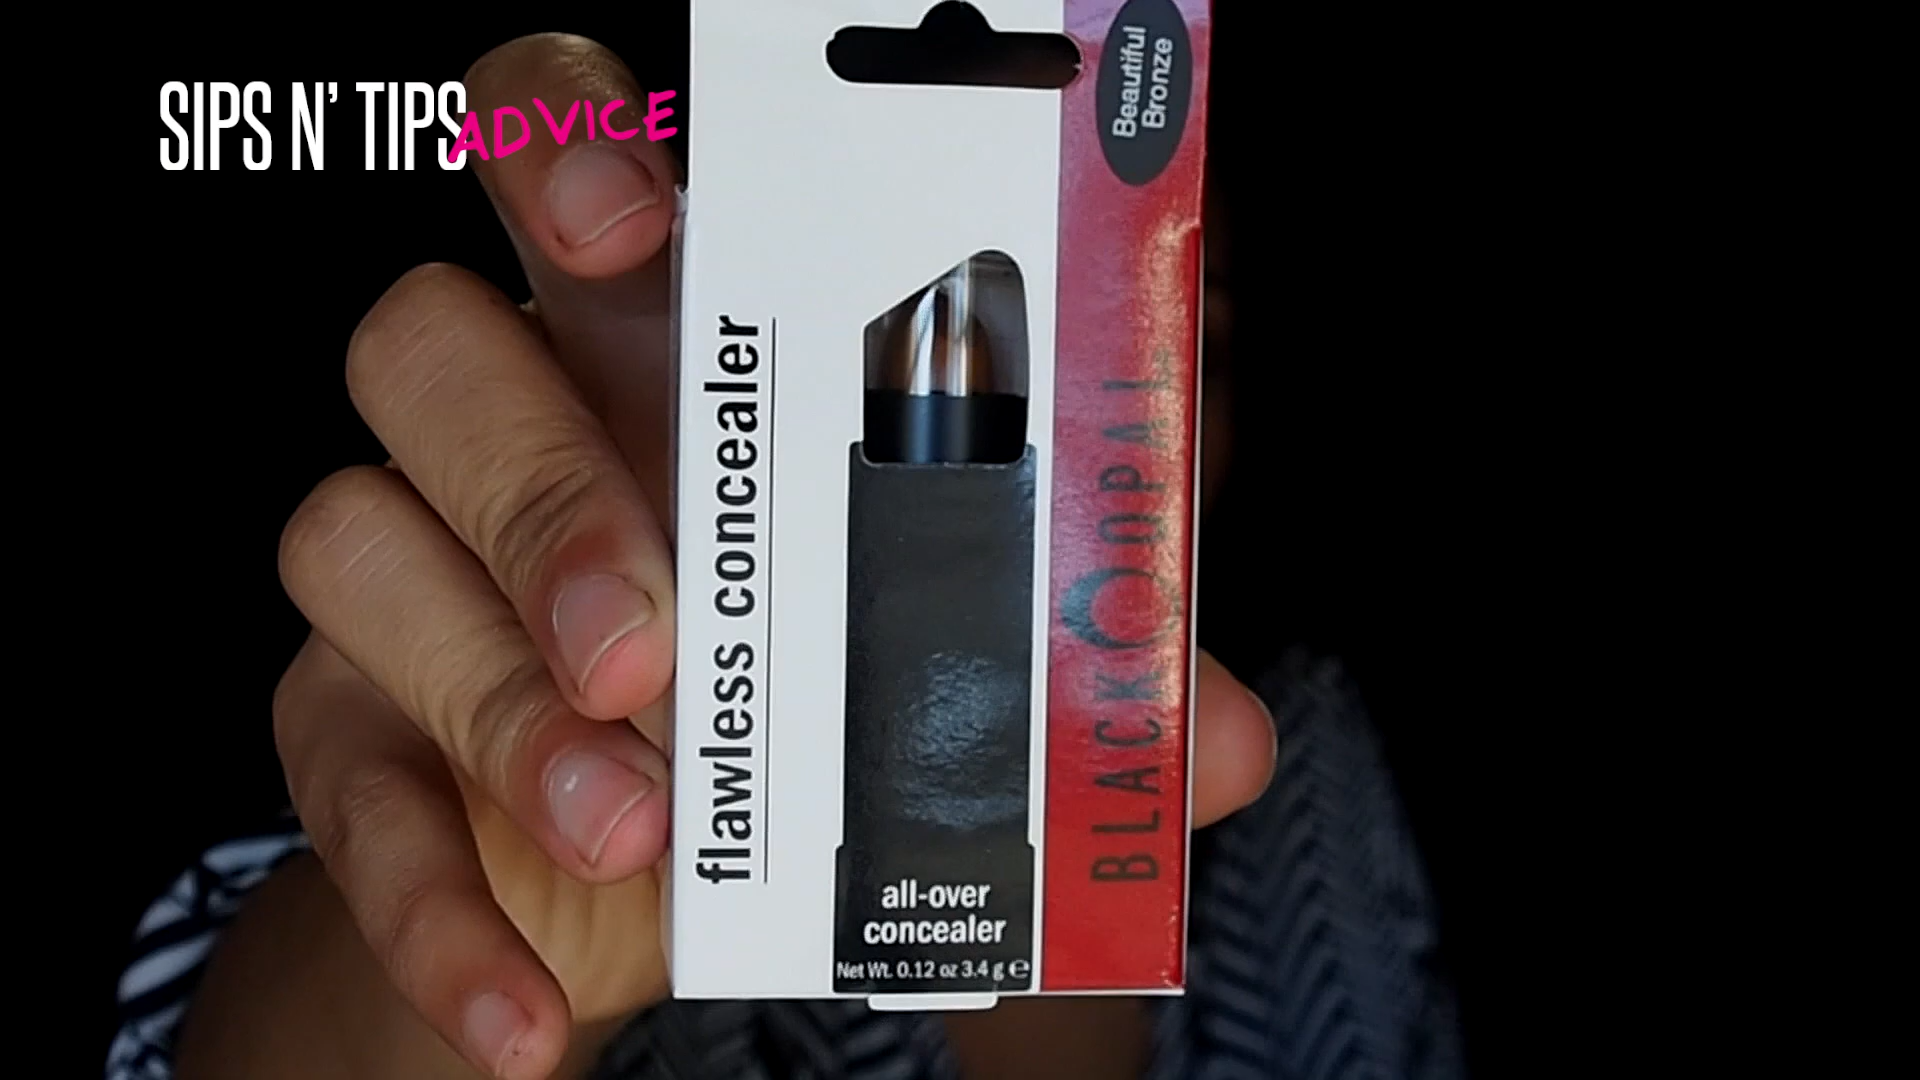 SIPS N' TIPS
ADVICE
Beautiful
Bronze
flawless concealer
BLACK OPAL
all-over
concealer
Net Wt. 0.12 oz 3.4 g ℮